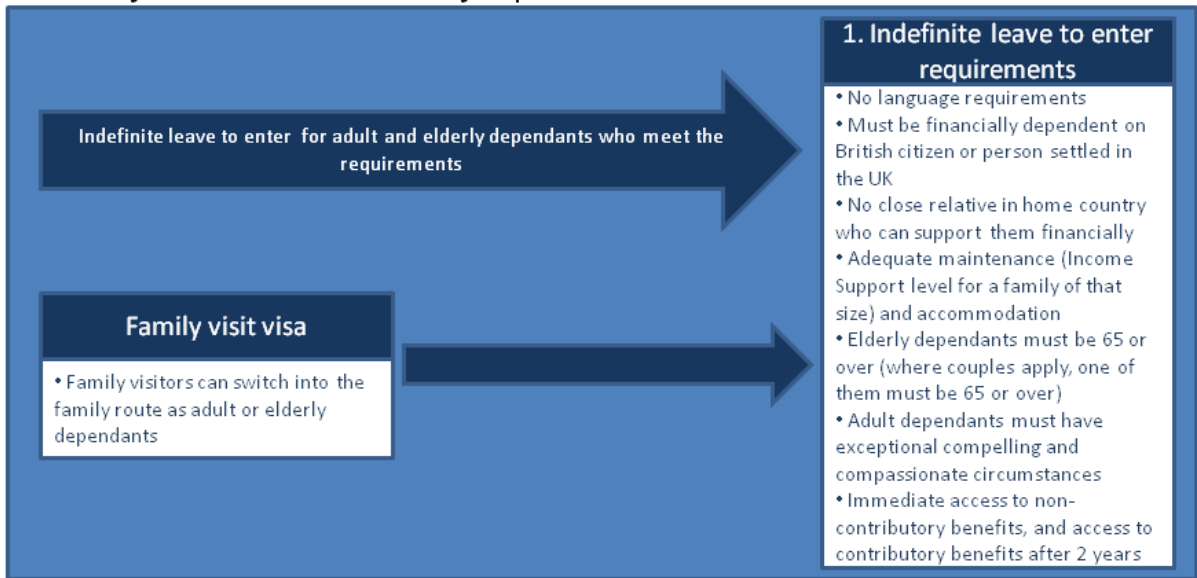 1. Indefinite leave to enter
requirements
Indefinite leave to enter for adult and elderly dependants who meet the
requirements
• No language requirements
• Must be financially dependent on
British citizen or person settled in
the UK
• No close relative in home country
who can support them financially
• Adequate maintenance (Income
Support level for a family of that
size) and accommodation
• Elderly dependants must be 65 or
over (where couples apply, one of
them must be 65 or over)
• Adult dependants must have
exceptional compelling and
compassionate circumstances
• Immediate access to non-
contributory benefits, and access to
contributory benefits after 2 years
Family visit visa
• Family visitors can switch into the
family route as adult or elderly
dependants